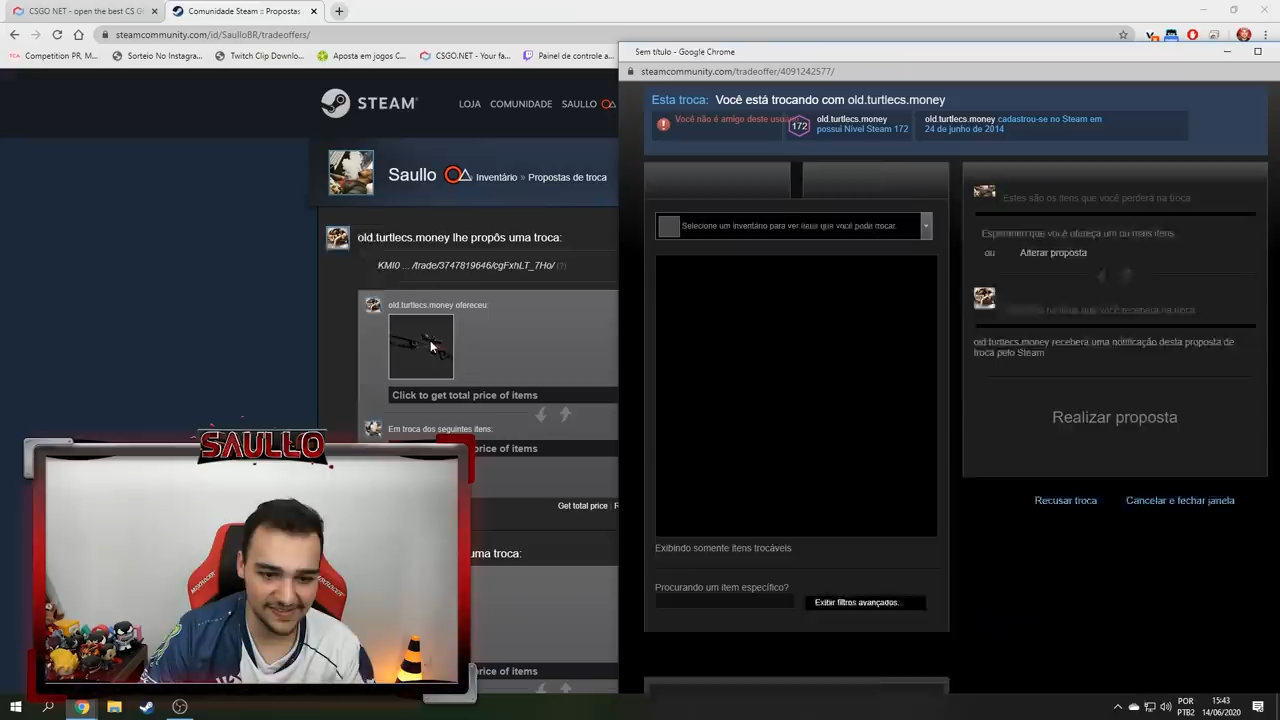 CSGO NET - open the best CS G
Comunidade Steam :: Propostas
steamcommunity.com/id/SaulloBR/tradeoffers/
Competition PR, M...
Sorteio No Instagra...
Twitch Clip Downlo...
Aposta em jogos C...
CSGO.NET - Your fa...
Painel de controle a...
Sem título - Google Chrome
steamcommunity.com/tradeoffer/4091242577/
STEAM
LOJA COMUNIDADE SAULLO
Saullo
» Inventário » Propostas de troca
old.turtlecs.money lhe propôs uma troca:
KMI0 ... /trade/3747819646/cgFxhLT_7Ho/ (?)
old.turtlecs.money ofereceu:
Click to get total price of items
Em troca dos seguintes itens:
price of items
Get total price
uma troca:
price of items
SAULLO
Esta troca: Você está trocando com old.turtlecs.money
Você não é amigo deste usuá
172
old.turtlecs.money
possui Nível Steam 172
old.turtlecs.money cadastrou-se no Steam em
24 de junho de 2014
Selecione um inventário para ver itens que você pode trocar.
Exibindo somente itens trocáveis
Procurando um item específico?
Exibir filtros avançados...
Estes são os itens que você perderá na troca
Esperamim que você ofereça um ou mais itens
ou Alterar proposta
que você receberá na troca
old.turtlecs.money receberá uma notificação desta proposta de
troca pelo Steam
Realizar proposta
Recusar troca
Cancelar e fechar janela
POR
PTB2
15:43
14/06/2020